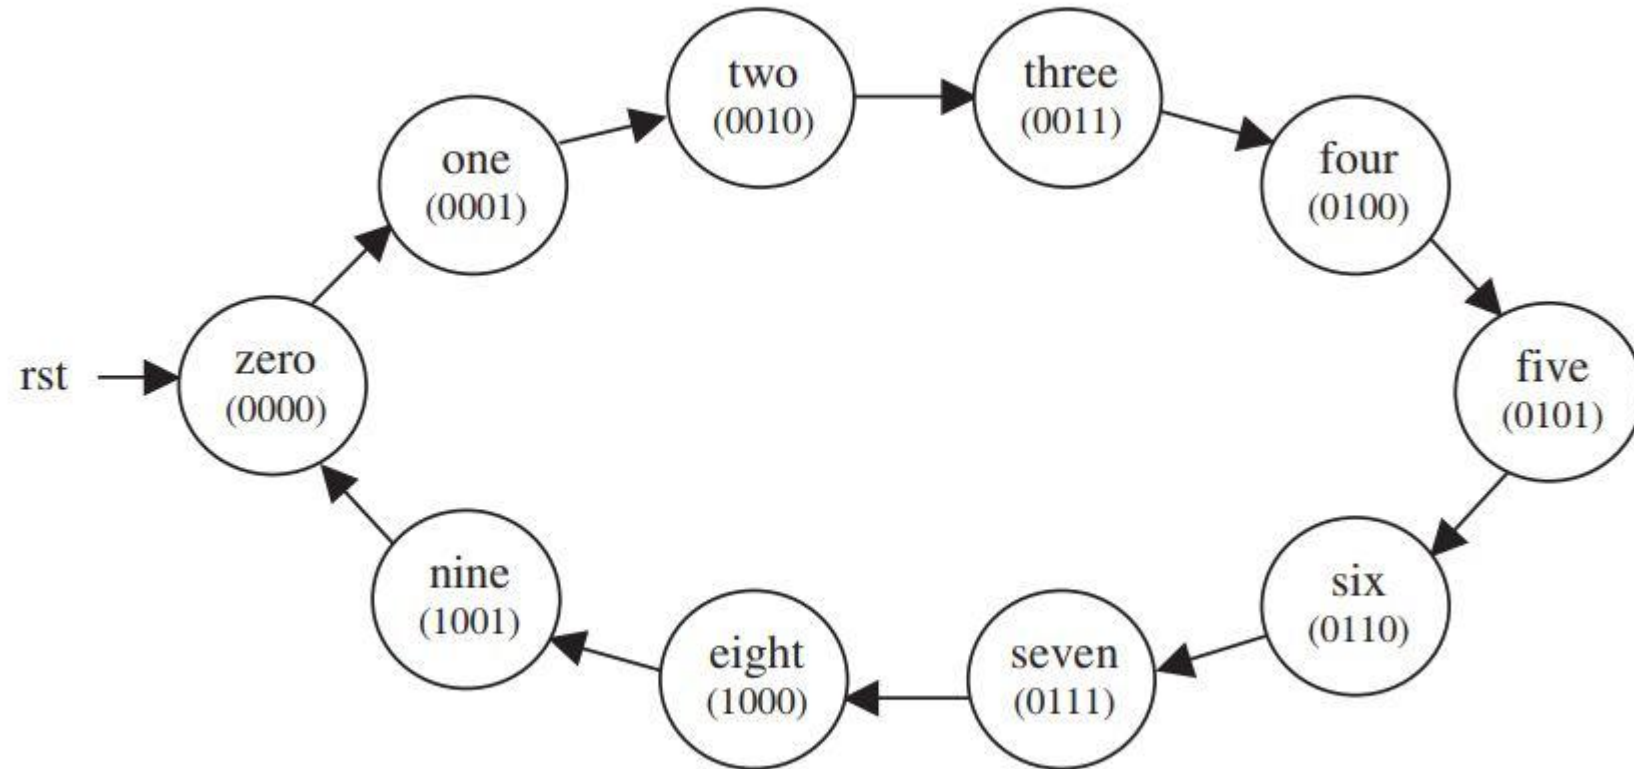 rst
zero
(0000)
one
(0001)
two
(0010)
three
(0011)
four
(0100)
five
(0101)
six
(0110)
seven
(0111)
eight
(1000)
nine
(1001)